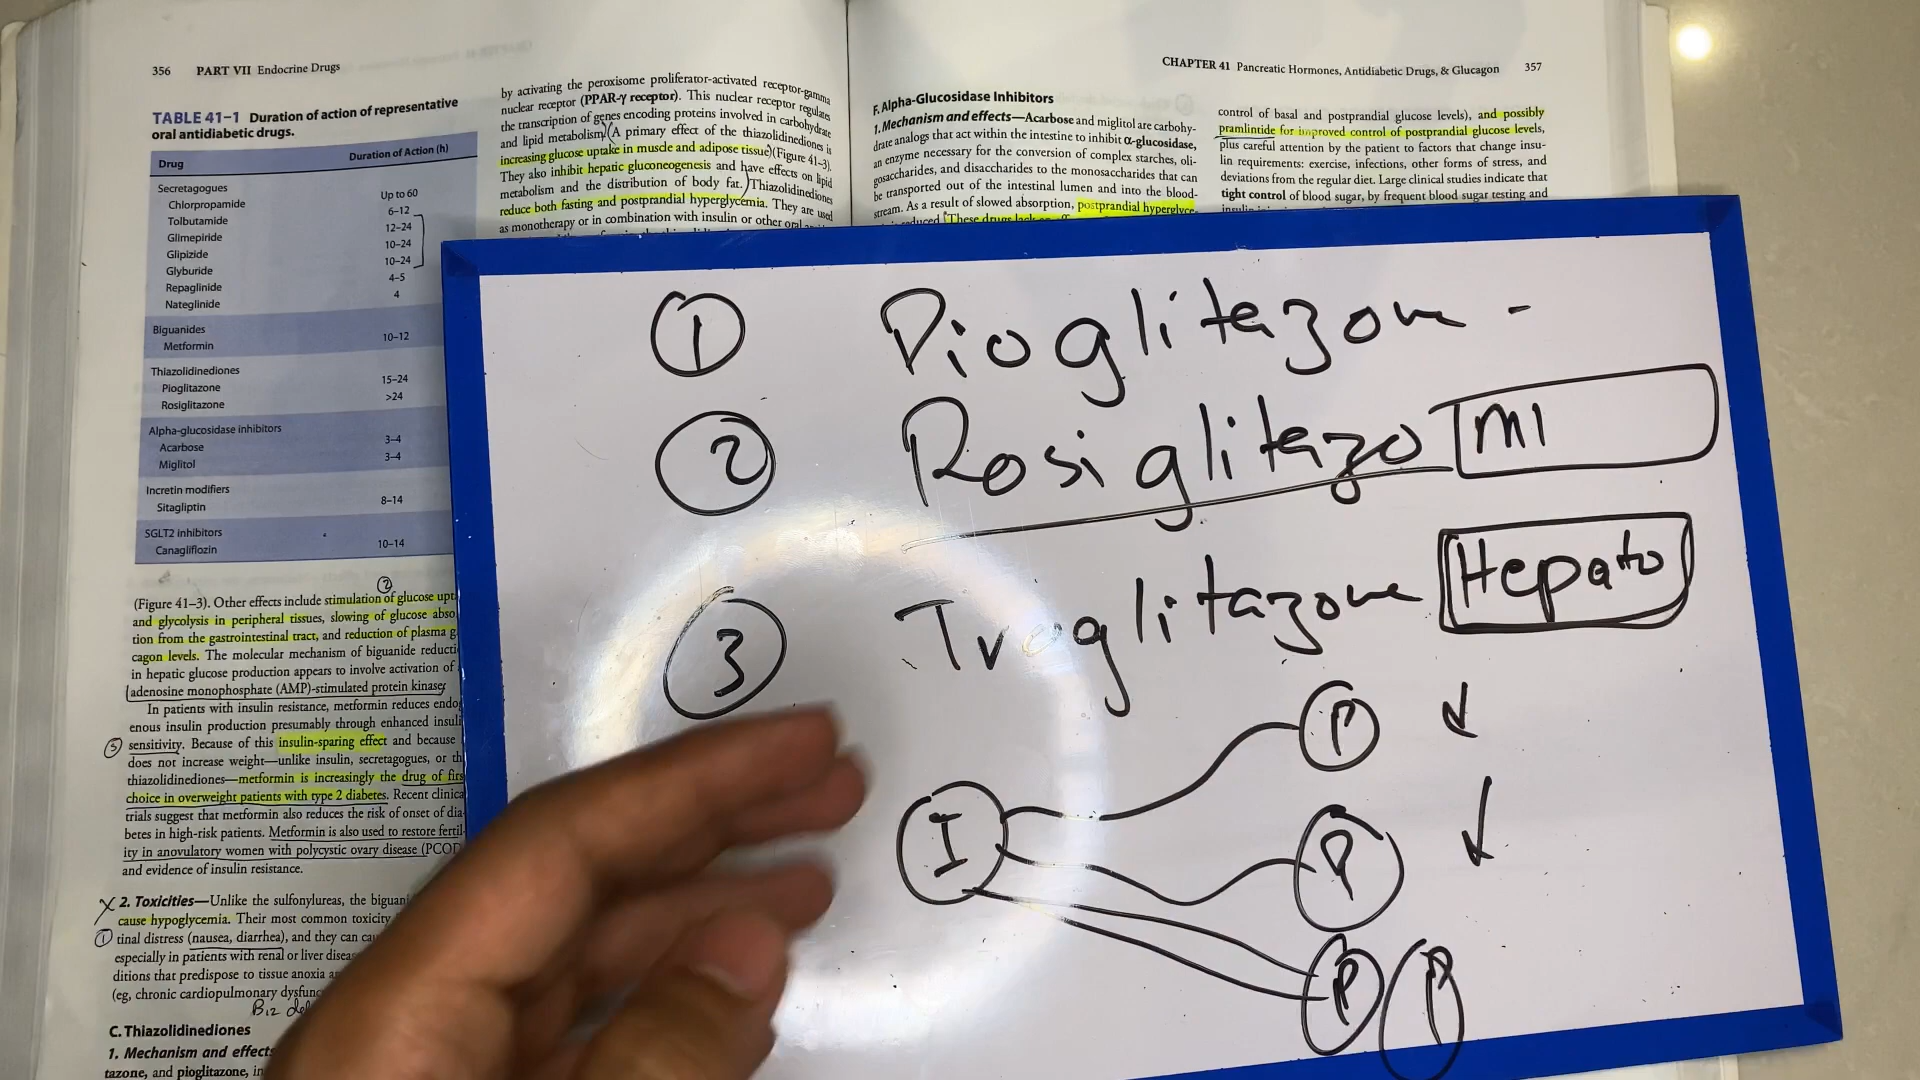 356 PART VII Endocrine Drugs
TABLE 41–1 Duration of action of representative
oral antidiabetic drugs.
Drug Duration of Action (h)
Secretagogues
Chlorpropamide Up to 60
Tolbutamide 6–12
Glimepiride 12–24
Glipizide 10–24
Glyburide 10–24
Repaglinide 4–5
Nateglinide 4
Biguanides
Metformin 10–12
Thiazolidinediones
Pioglitazone 15–24
Rosiglitazone >24
Alpha-glucosidase inhibitors
Acarbose 3–4
Miglitol 3–4
Incretin modifiers
Sitagliptin 8–14
SGLT2 inhibitors
Canagliflozin 10–14
2
(Figure 41–3). Other effects include stimulation of glucose upt
and glycolysis in peripheral tissues, slowing of glucose abso
tion from the gastrointestinal tract, and reduction of plasma g
cagon levels. The molecular mechanism of biguanide reducti
in hepatic glucose production appears to involve activation of
adenosine monophosphate (AMP)-stimulated protein kinase
In patients with insulin resistance, metformin reduces endo
enous insulin production presumably through enhanced insuli
sensitivity. Because of this insulin-sparing effect and because
does not increase weight—unlike insulin, secretagogues, or th
thiazolidinediones—metformin is increasingly the drug of firs
choice in overweight patients with type 2 diabetes. Recent clinica
trials suggest that metformin also reduces the risk of onset of dia
betes in high-risk patients. Metformin is also used to restore fertil
ity in anovulatory women with polycystic ovary disease (PCOD
and evidence of insulin resistance.
2. Toxicities—Unlike the sulfonylureas, the biguani
cause hypoglycemia. Their most common toxicity
1 tinal distress (nausea, diarrhea), and they can cau
especially in patients with renal or liver diseas
ditions that predispose to tissue anoxia a
(eg, chronic cardiopulmonary dysfunc
B12 def
C. Thiazolidinediones
1. Mechanism and effects
tazone, and pioglitazone, in
by activating the peroxisome proliferator-activated receptor-gamma
nuclear receptor (PPAR-γ receptor). This nuclear receptor regulates
the transcription of genes encoding proteins involved in carbohydrate
and lipid metabolism. (A primary effect of the thiazolidinediones is
increasing glucose uptake in muscle and adipose tissue) (Figure 41–3).
They also inhibit hepatic gluconeogenesis and have effects on lipid
metabolism and the distribution of body fat. Thiazolidinediones
reduce both fasting and postprandial hyperglycemia. They are used
as monotherapy or in combination with insulin or other oral
CHAPTER 41 Pancreatic Hormones, Antidiabetic Drugs, & Glucagon 357
F. Alpha-Glucosidase Inhibitors
1. Mechanism and effects—Acarbose and miglitol are carbohy-
drate analogs that act within the intestine to inhibit α-glucosidase,
an enzyme necessary for the conversion of complex starches, oli-
gosaccharides, and disaccharides to the monosaccharides that can
be transported out of the intestinal lumen and into the blood-
stream. As a result of slowed absorption, postprandial hyperglyce-
These drugs lack
control of basal and postprandial glucose levels), and possibly
pramlintide for improved control of postprandial glucose levels,
plus careful attention by the patient to factors that change insu-
lin requirements: exercise, infections, other forms of stress, and
deviations from the regular diet. Large clinical studies indicate that
tight control of blood sugar, by frequent blood sugar testing and
1 Pioglitazone -
2 Rosiglitazo MI
3 Troglitazone Hepato
P
I
P
P P